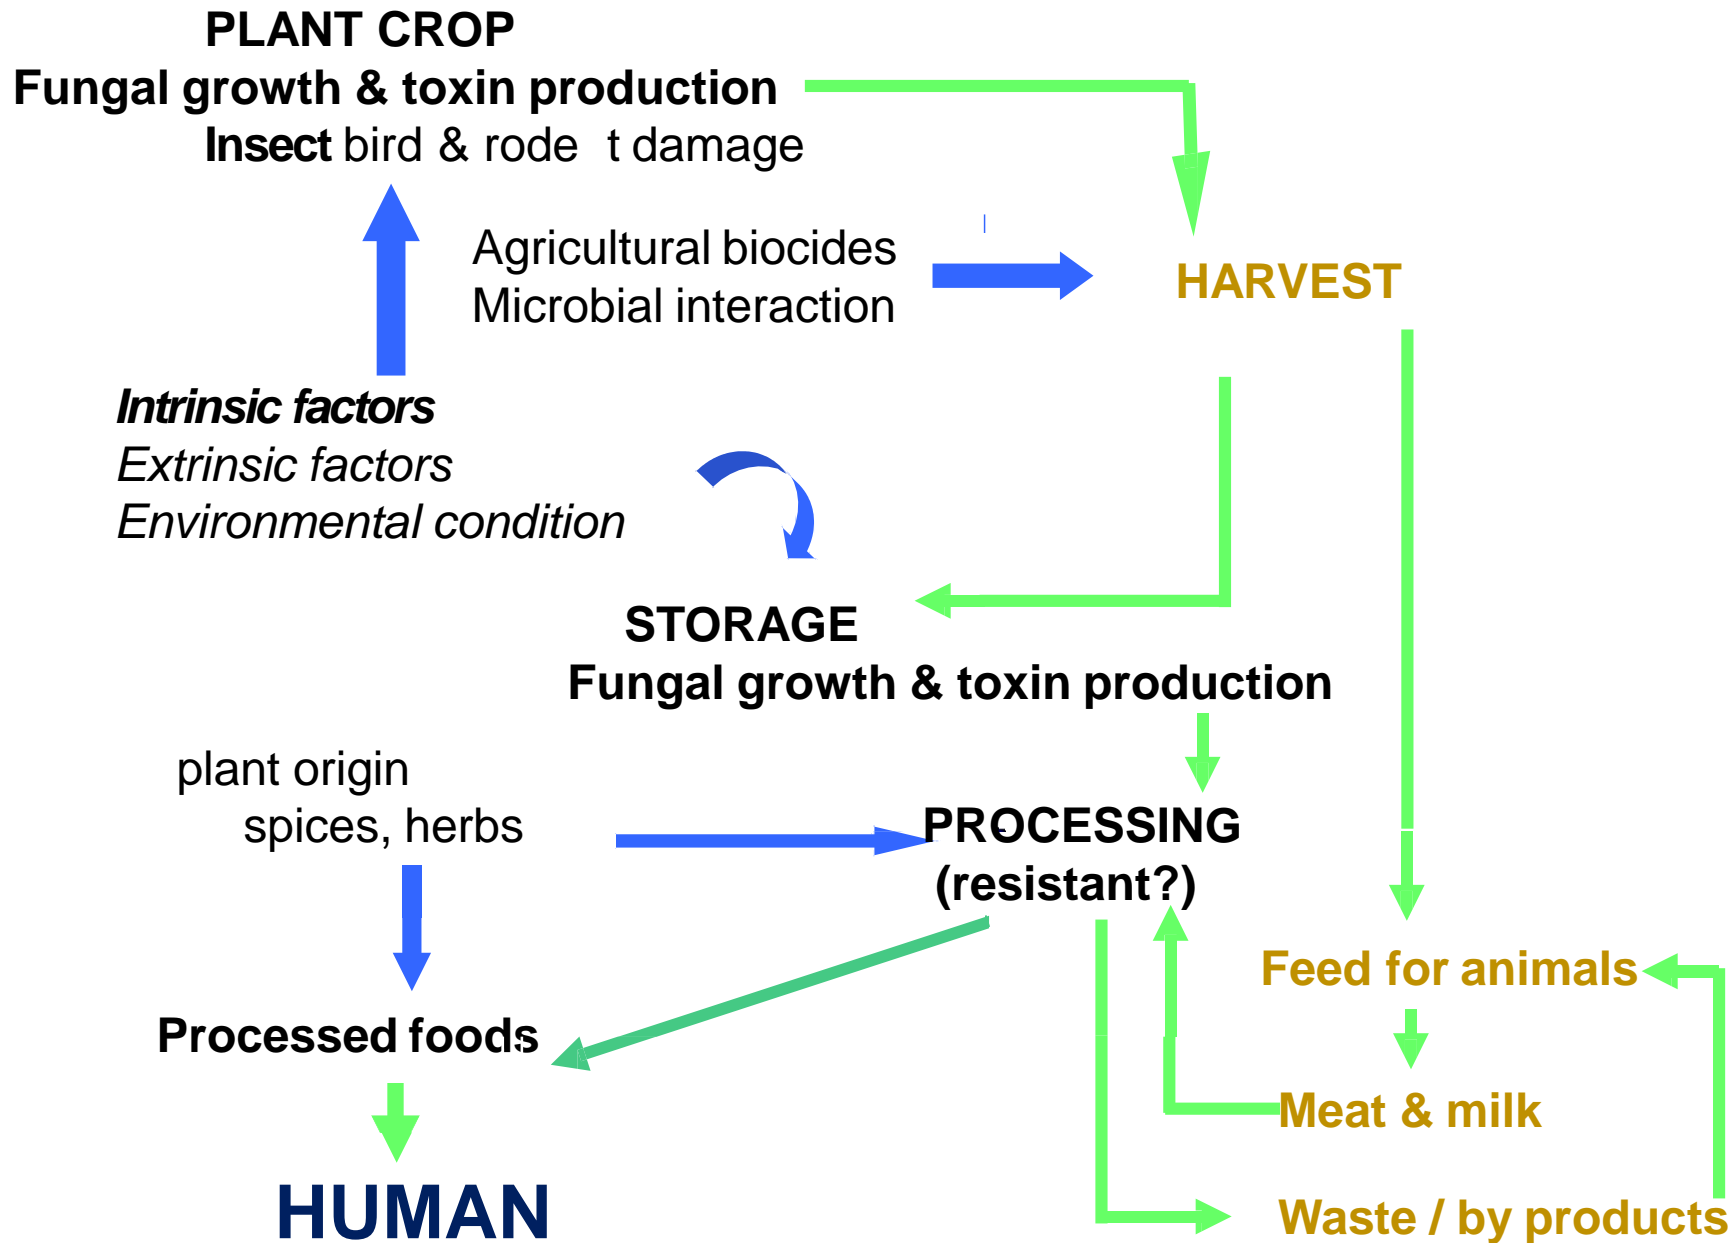 PLANT CROP
Fungal growth & toxin production
Insect bird & rode t damage
Agricultural biocides
Microbial interaction
HARVEST
Intrinsic factors
Extrinsic factors
Environmental condition
STORAGE
Fungal growth & toxin production
plant origin
spices, herbs
PROCESSING
(resistant?)
Feed for animals
Processed foods
Meat & milk
HUMAN
Waste / by products